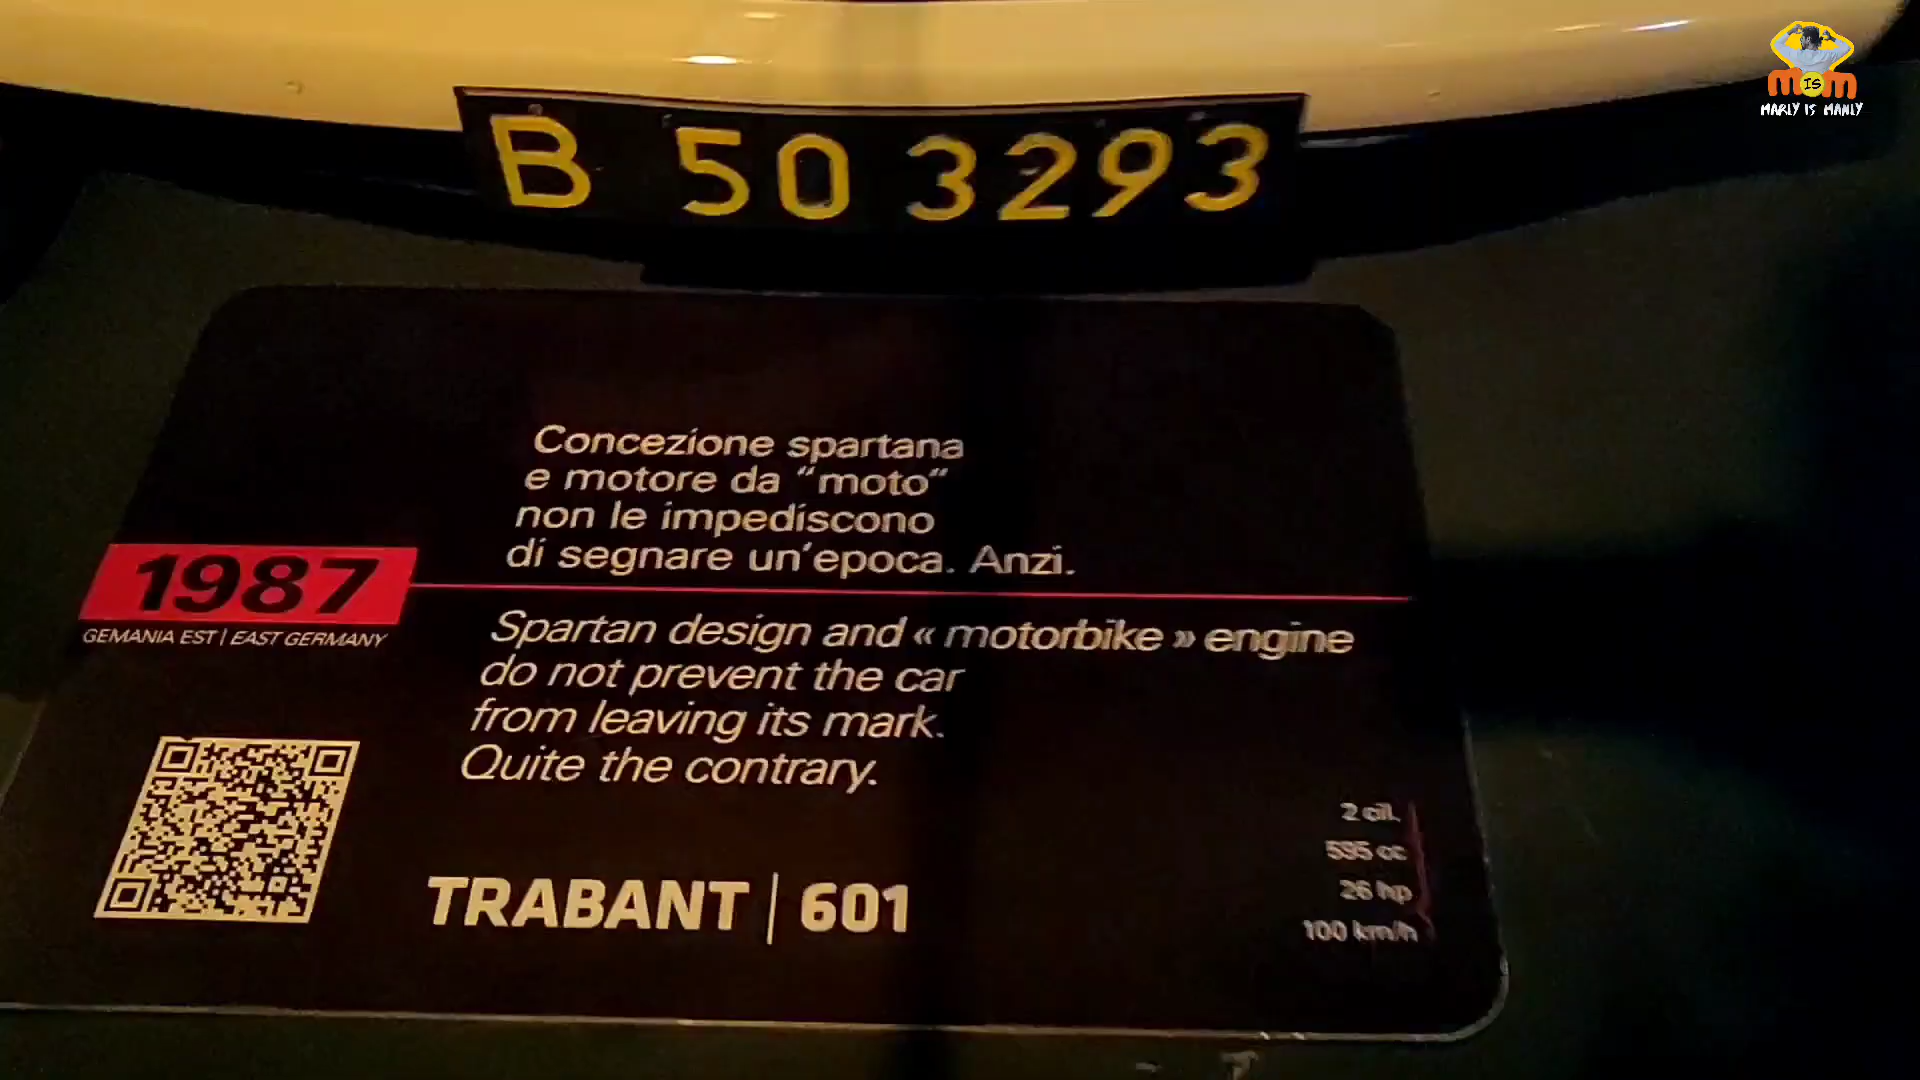 MISM
MARLY IS MANLY
B 50 3293
Concezione spartana
e motore da “moto”
non le impediscono
di segnare un’epoca. Anzi.
1987
GEMANIA EST | EAST GERMANY
Spartan design and « motorbike » engine
do not prevent the car
from leaving its mark.
Quite the contrary.
2 cil.
595 cc
26 hp
100 km/h
TRABANT | 601